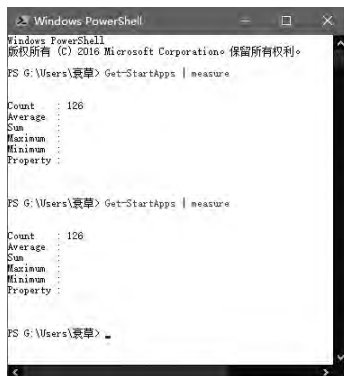 Windows PowerShell
Windows PowerShell
版权所有 (C) 2016 Microsoft Corporation。保留所有权利。
PS G:\Users\衰草> Get-StartApps | measure
Count : 126
Average :
Sum :
Maximum :
Minimum :
Property :
PS G:\Users\衰草> Get-StartApps | measure
Count : 126
Average :
Sum :
Maximum :
Minimum :
Property :
PS G:\Users\衰草>